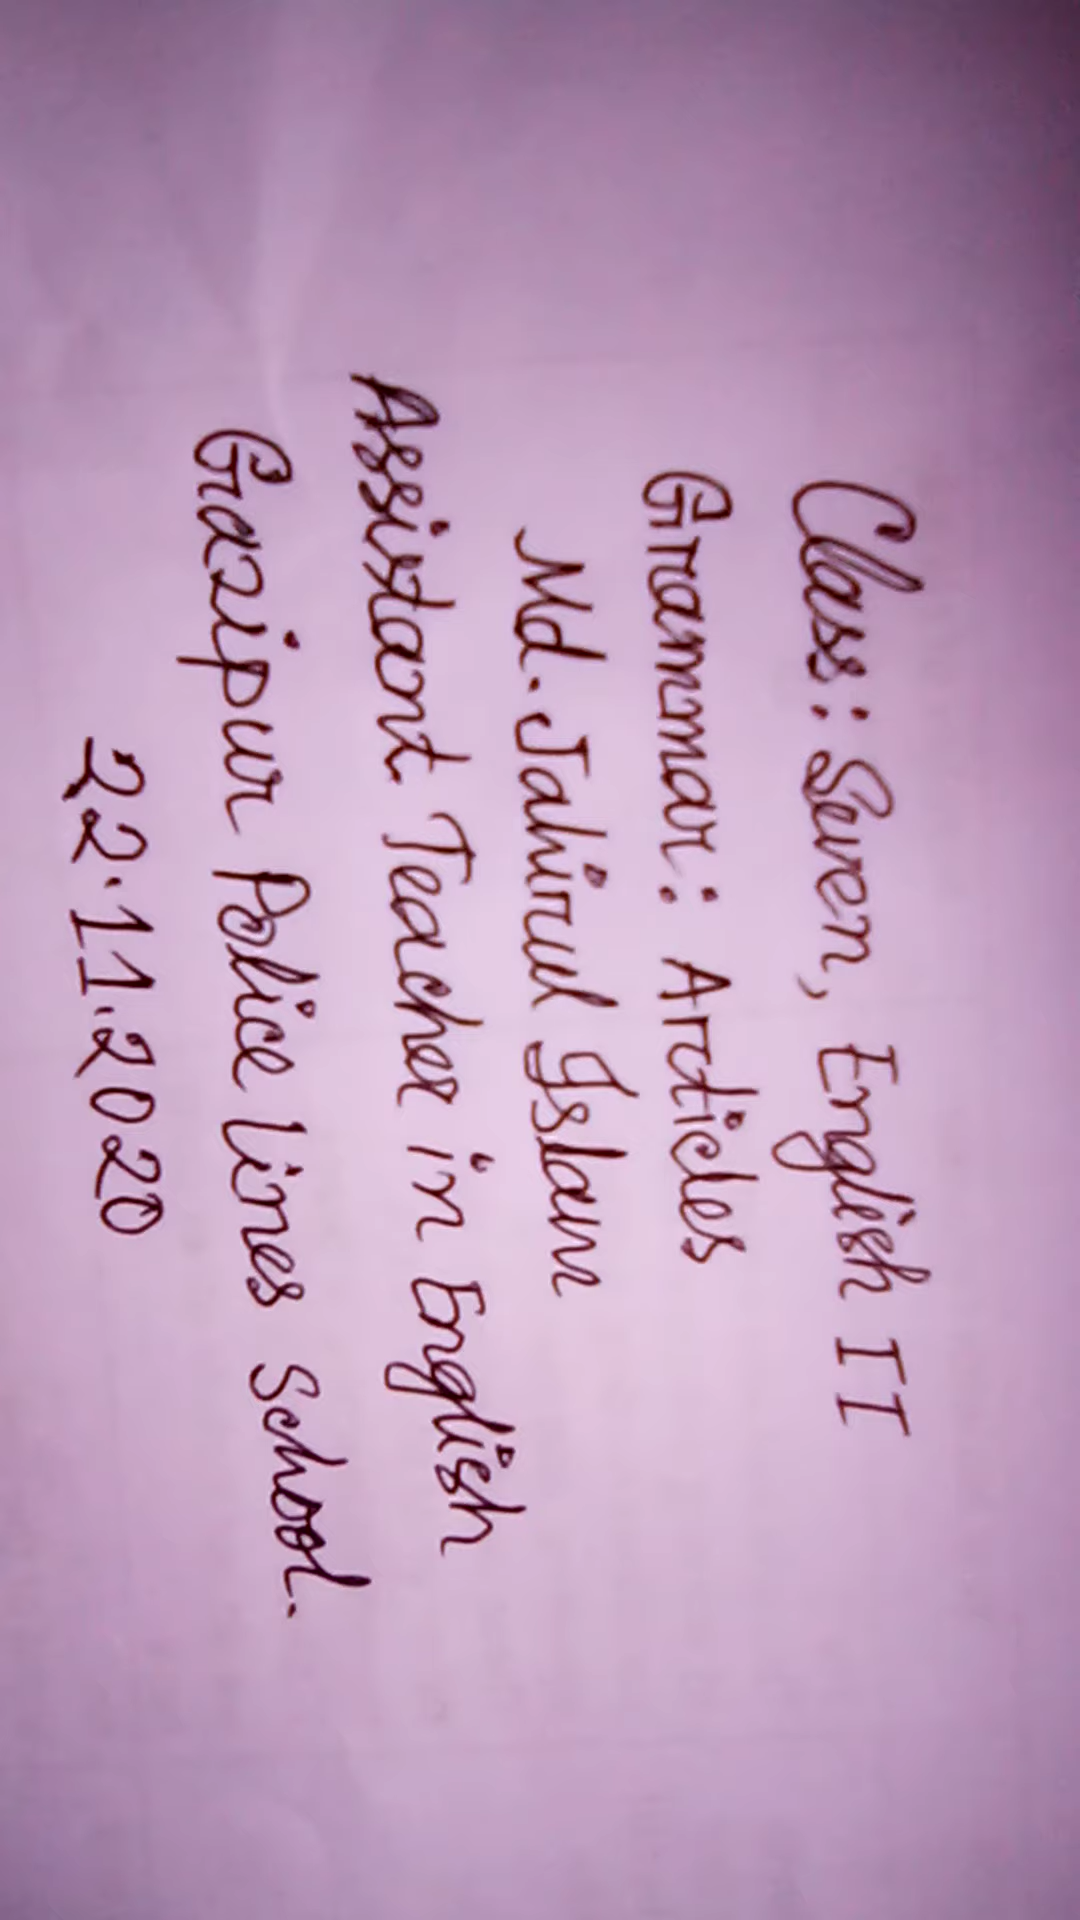 Class: Seven, English II
Grammar: Articles
Md. Jahirul Islam
Assistant Teacher in English
Gazipur Police Lines School.
22.11.2020